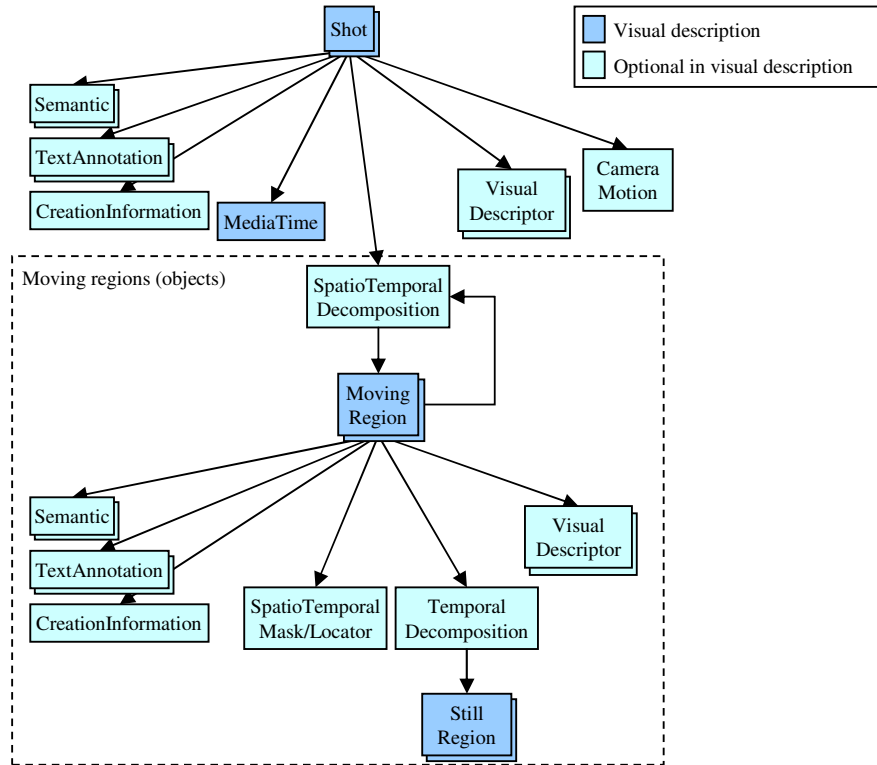 Shot
Visual description
Optional in visual description
Semantic
TextAnnotation
CreationInformation
MediaTime
Visual
Descriptor
Camera
Motion
Moving regions (objects)
SpatioTemporal
Decomposition
Moving
Region
Semantic
TextAnnotation
CreationInformation
SpatioTemporal
Mask/Locator
Temporal
Decomposition
Visual
Descriptor
Still
Region